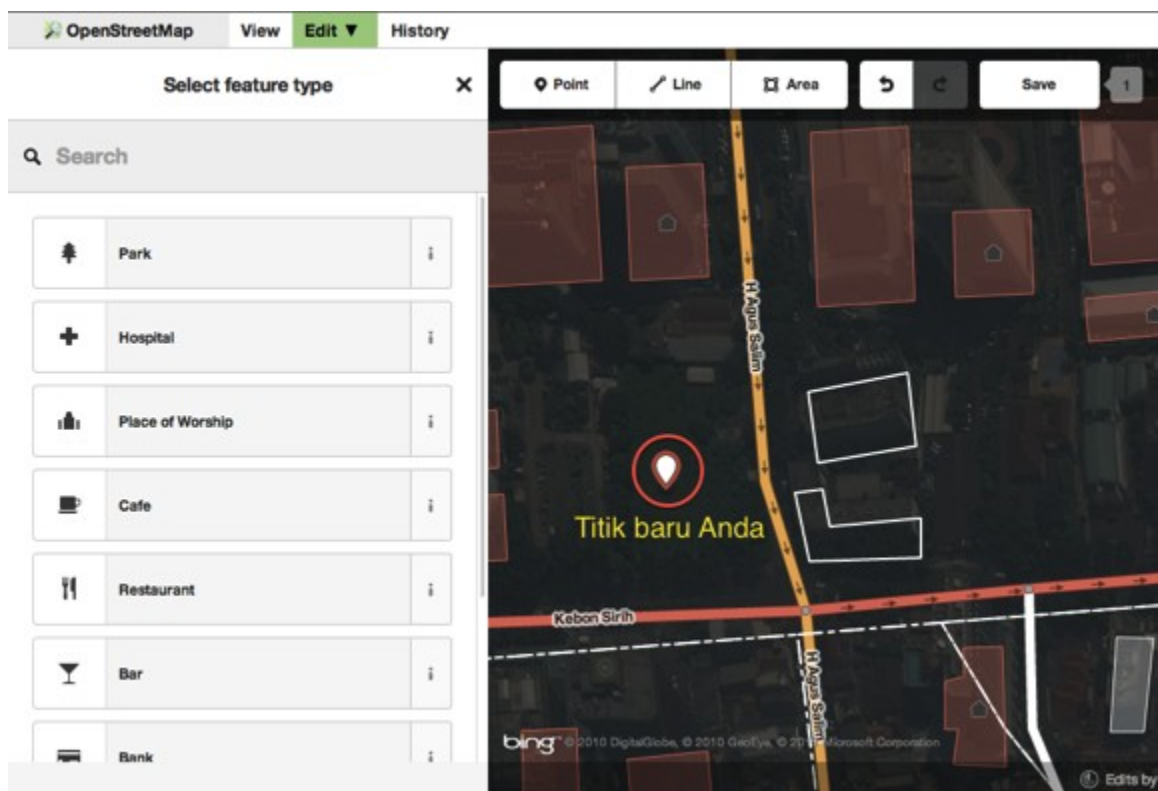 OpenStreetMap View Edit ▼ History
Select feature type
Point Line Area Save 1
Search
Park
Hospital
Place of Worship
Cafe
Restaurant
Bar
Bank
H Agus Salim
Titik baru Anda
Kebon Sirih
H Agus Salim
bing © 2010 DigitalGlobe, © 2010 GeoEye, © 2010 Microsoft Corporation
Edits by